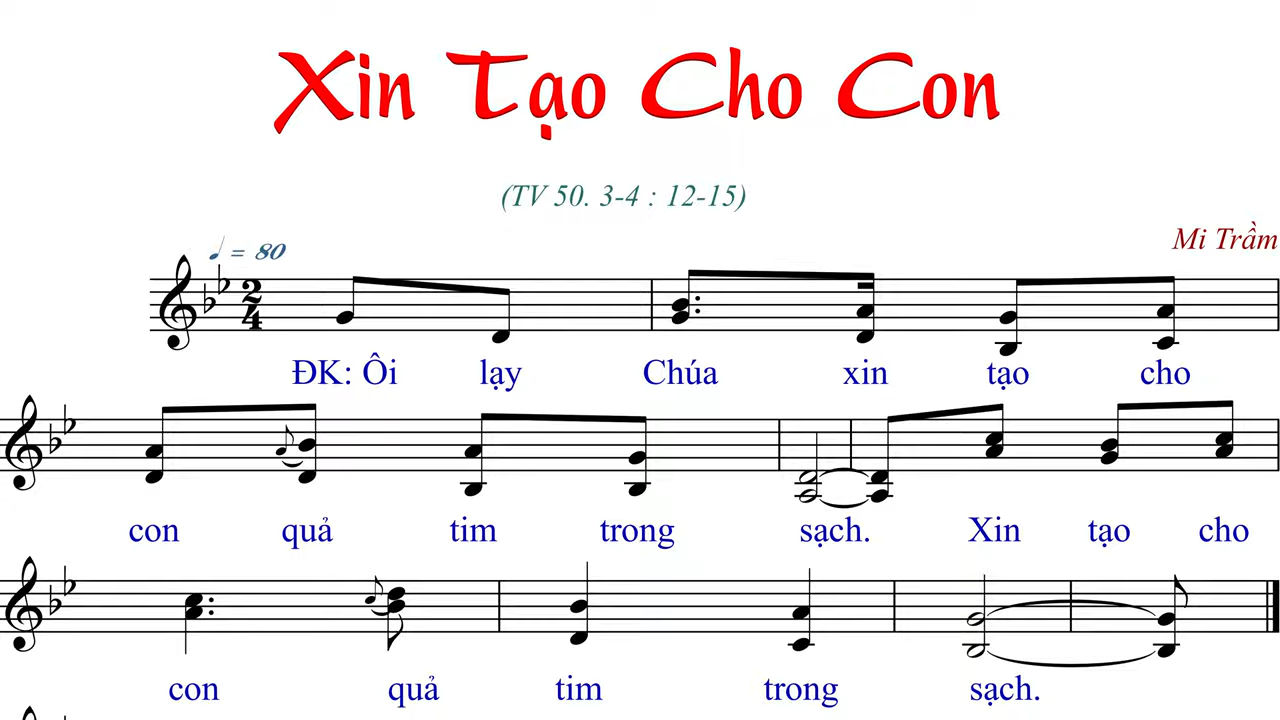 Xin Tạo Cho Con
(TV 50. 3-4 : 12-15)
Mi Trầm
♩ = 80
2/4
ĐK: Ôi lạy Chúa xin tạo cho
con quả tim trong sạch. Xin tạo cho
con quả tim trong sạch.